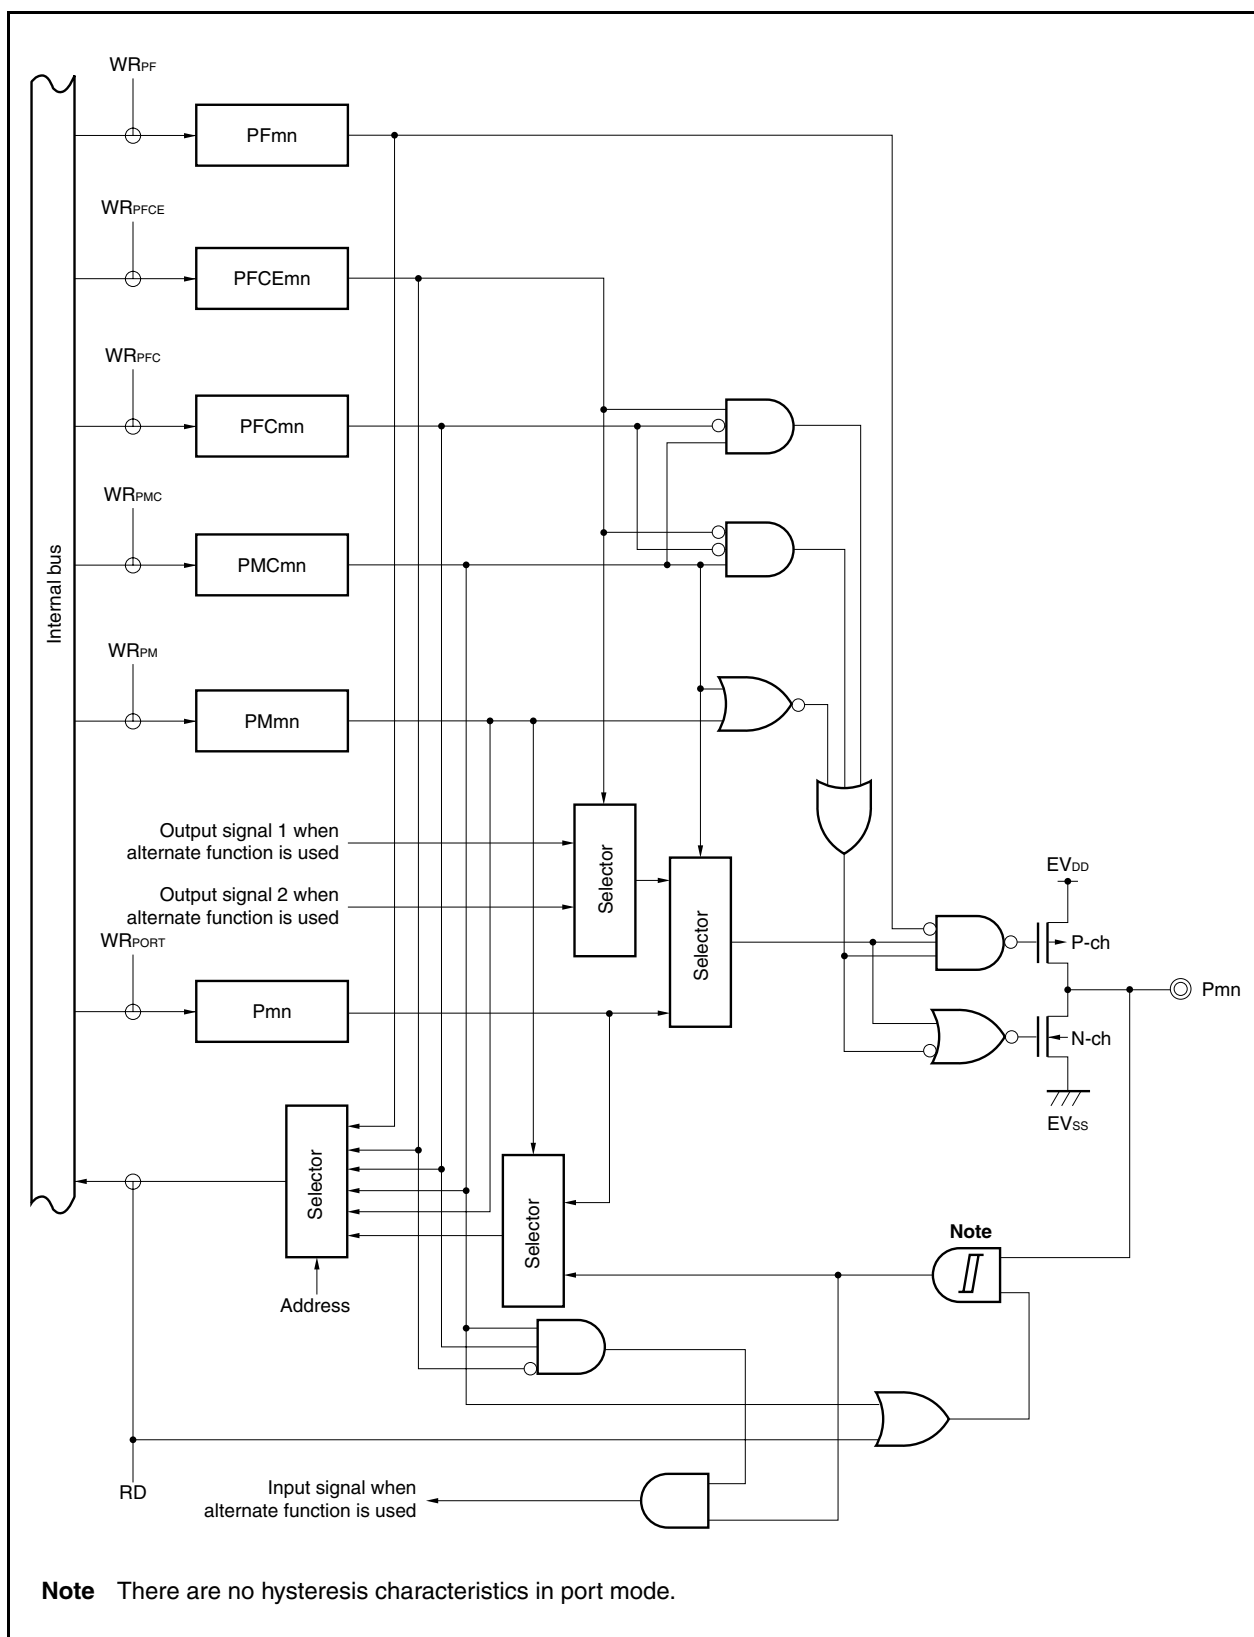 WRPF
PFmn
WRPFCE
PFCEmn
WRPFC
PFCmn
WRPMC
PMCmn
Internal bus
WRPM
PMmn
Output signal 1 when
alternate function is used
Output signal 2 when
alternate function is used
Selector
Selector
WRPORT
Pmn
EVDD
P-ch
Pmn
N-ch
EVSS
Selector
Selector
Address
Note
RD
Input signal when
alternate function is used
Note There are no hysteresis characteristics in port mode.